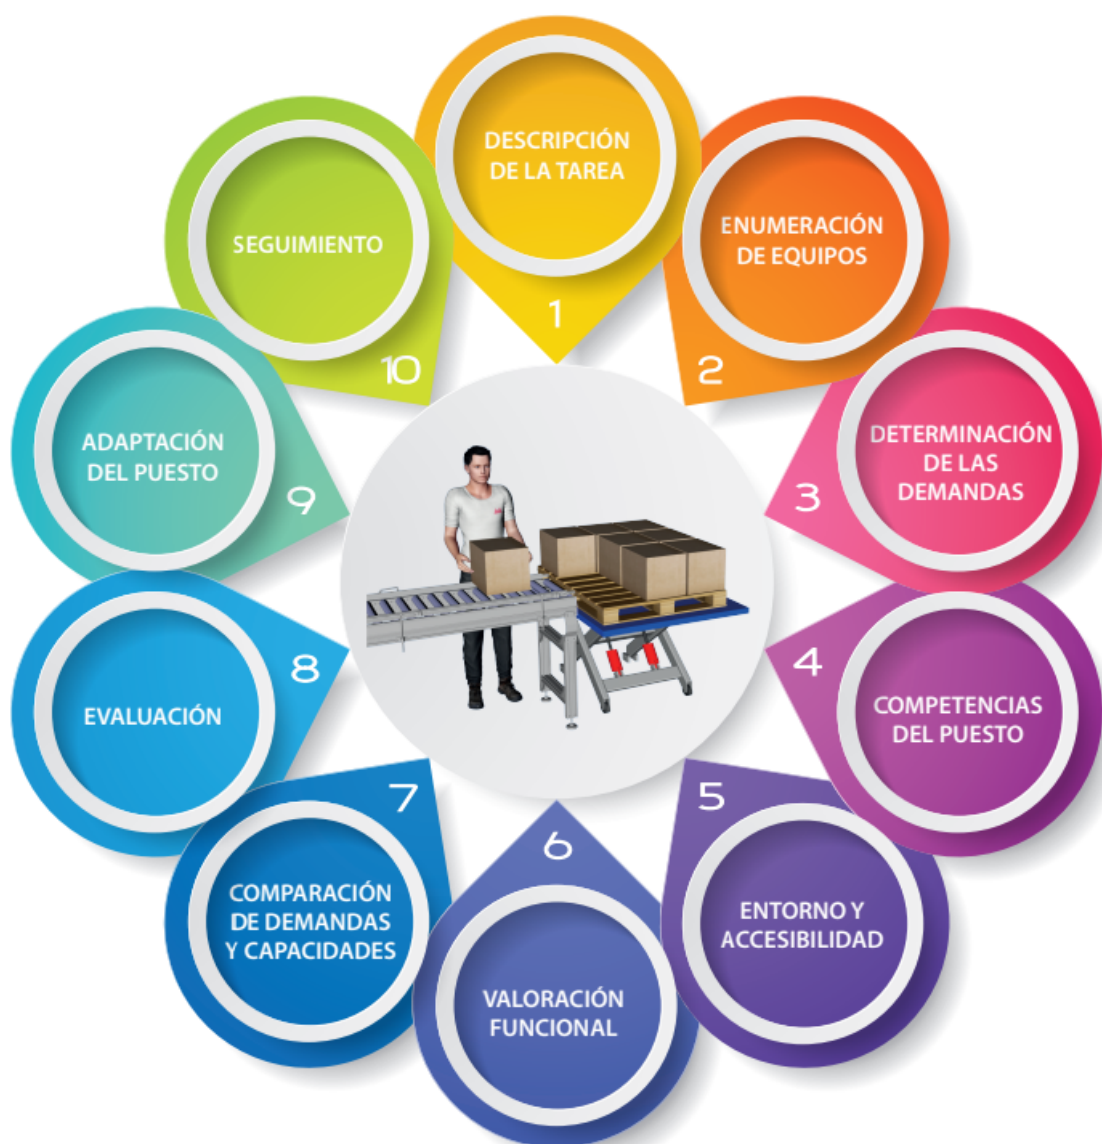 DESCRIPCIÓN
DE LA TAREA
1
ENUMERACIÓN
DE EQUIPOS
2
DETERMINACIÓN
DE LAS
DEMANDAS
3
COMPETENCIAS
DEL PUESTO
4
ENTORNO Y
ACCESIBILIDAD
5
VALORACIÓN
FUNCIONAL
6
COMPARACIÓN
DE DEMANDAS
Y CAPACIDADES
7
EVALUACIÓN
8
ADAPTACIÓN
DEL PUESTO
9
SEGUIMIENTO
10